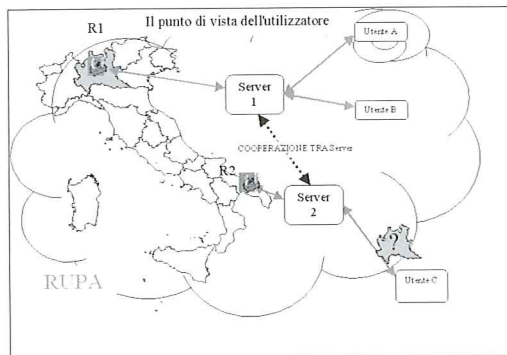 Il punto di vista dell'utilizzatore
R1
Utente A
Server
1
Utente B
COOPERAZIONE TRA Server
R2
Server
2
?
RUPA
Utente C